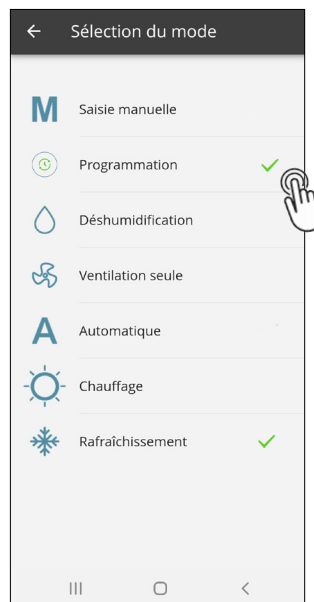 Sélection du mode
M Saisie manuelle
Programmation
Déshumidification
Ventilation seule
A Automatique
Chauffage
Rafraîchissement